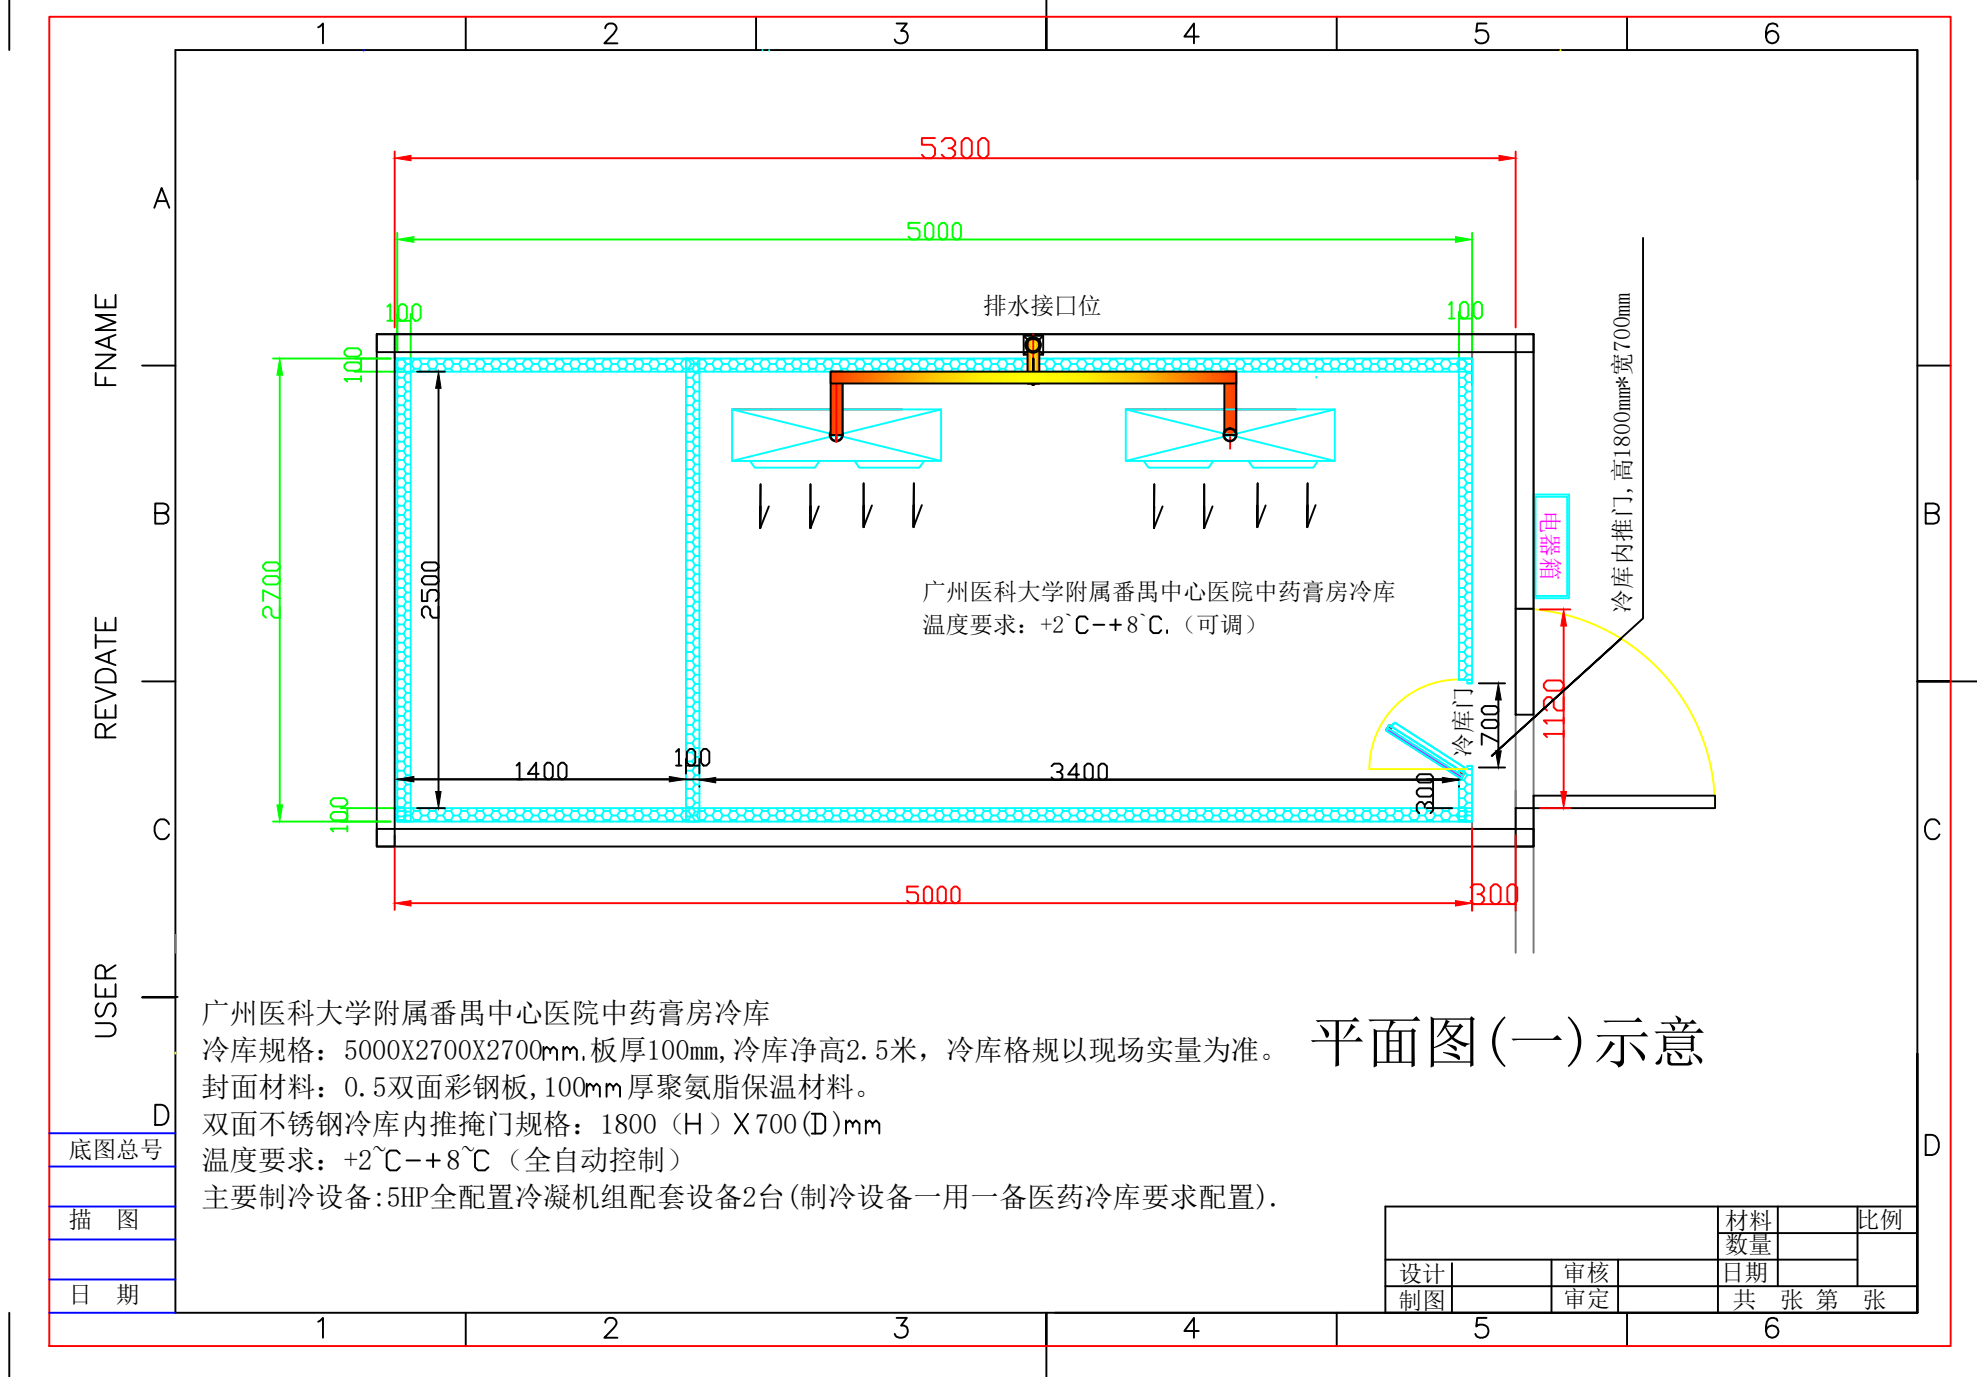 1 2 3 4 5 6
5300
A
5000
排水接口位
100
100
FNAME
100
冷库内推门,高1800mm*宽700mm
B
B
电器箱
2700
2500
广州医科大学附属番禺中心医院中药膏房冷库
温度要求：+2`C-+8`C.（可调）
REVDATE
冷库门
700
1120
1400
100
3400
300
100
C
C
5000
300
USER
广州医科大学附属番禺中心医院中药膏房冷库
冷库规格：5000X2700X2700mm.板厚100mm,冷库净高2.5米，冷库格规以现场实量为准。
平面图(一)示意
封面材料：0.5双面彩钢板,100mm厚聚氨脂保温材料。
D
双面不锈钢冷库内推掩门规格：1800（H）X700(D)mm
D
底图总号
温度要求：+2~C-+8~C（全自动控制）
主要制冷设备:5HP全配置冷凝机组配套设备2台(制冷设备一用一备医药冷库要求配置).
描 图
材料 比例
数量
设计 审核 日期
日 期
制图 审定 共 张 第 张
1 2 3 4 5 6